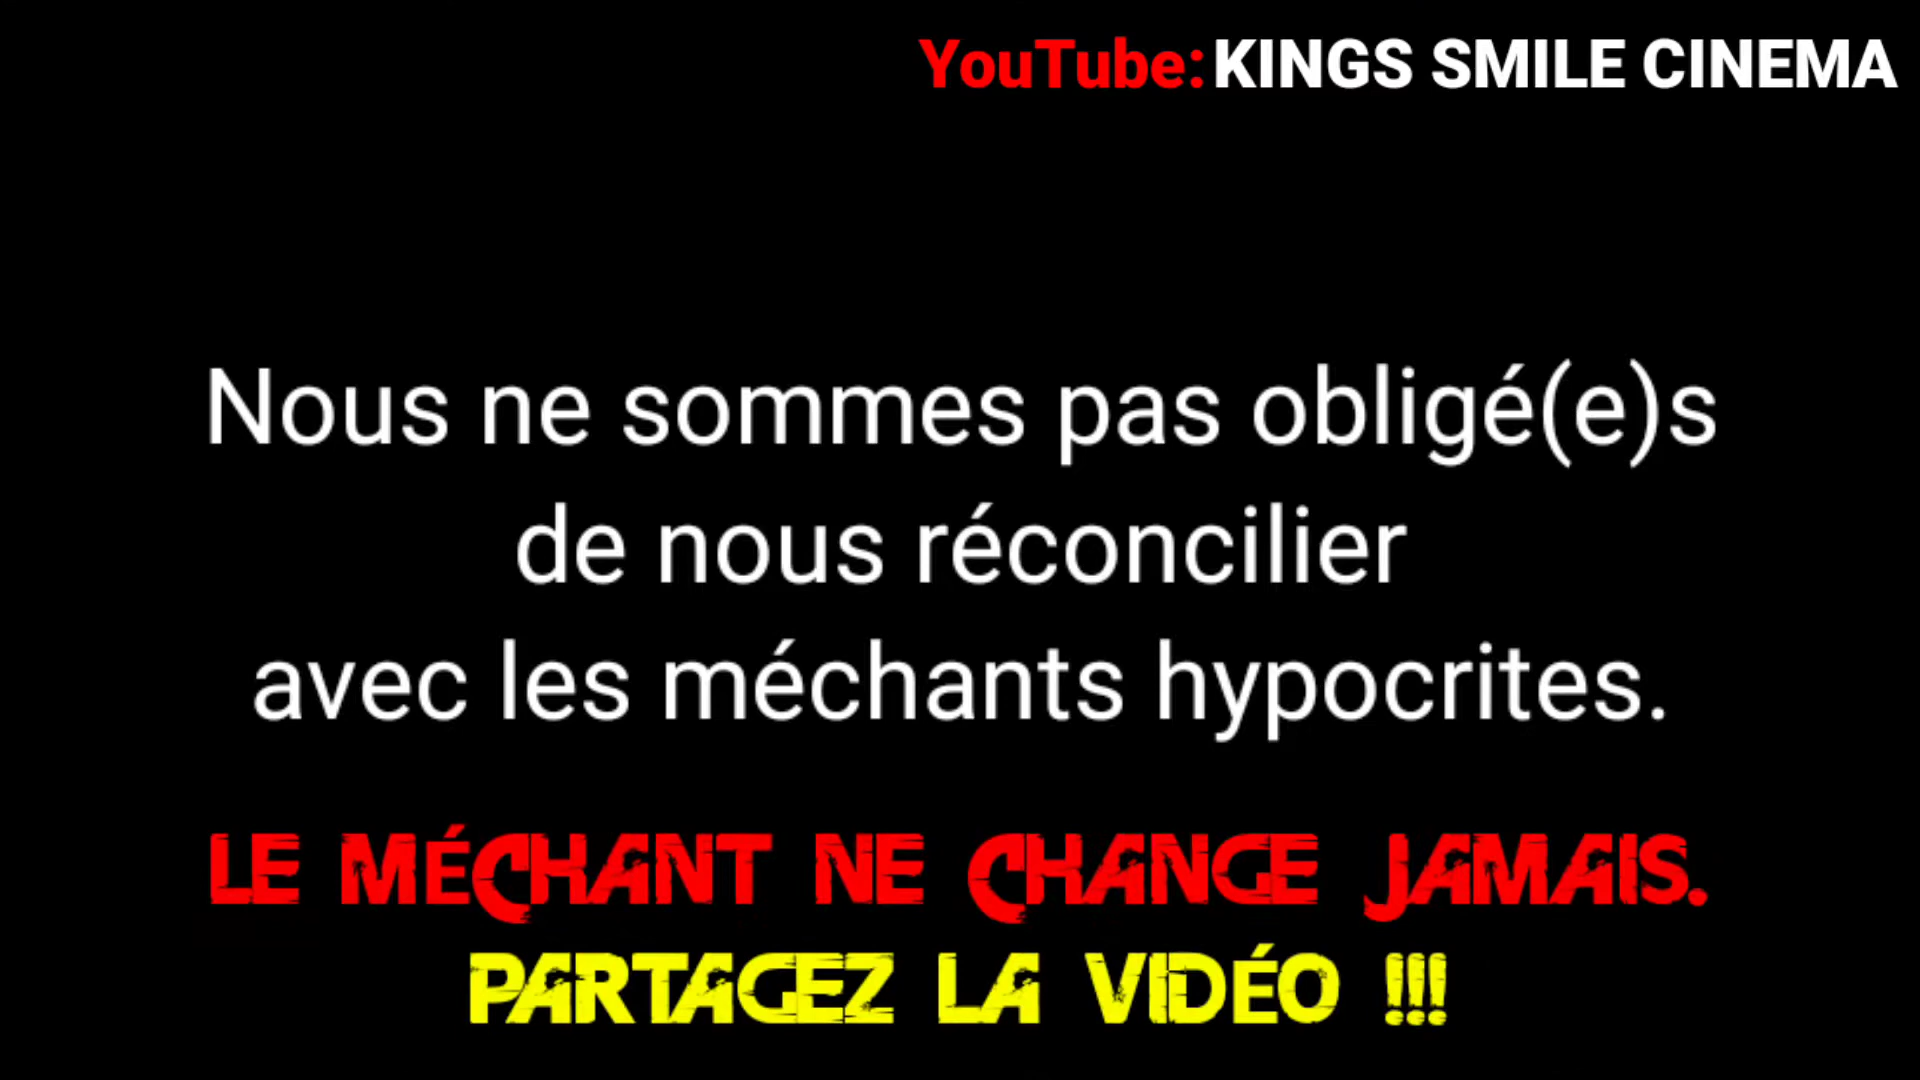 YouTube: KINGS SMILE CINEMA
Nous ne sommes pas obligé(e)s
de nous réconcilier
avec les méchants hypocrites.
LE MÉCHANT NE CHANGE JAMAIS.
PARTAGEZ LA VIDÉO !!!